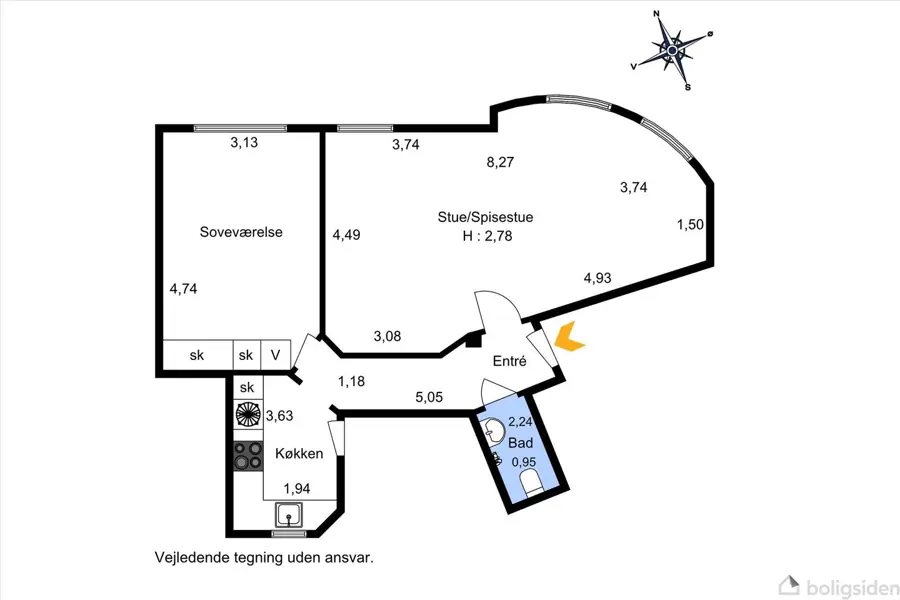 N
Ø
V
S
3,13
3,74
8,27
3,74
Stue/Spisestue
1,50
Soveværelse
4,49
H : 2,78
4,93
4,74
3,08
sk
sk
V
Entré
1,18
sk
5,05
3,63
2,24
Bad
Køkken
0,95
1,94
Vejledende tegning uden ansvar.
boligsiden